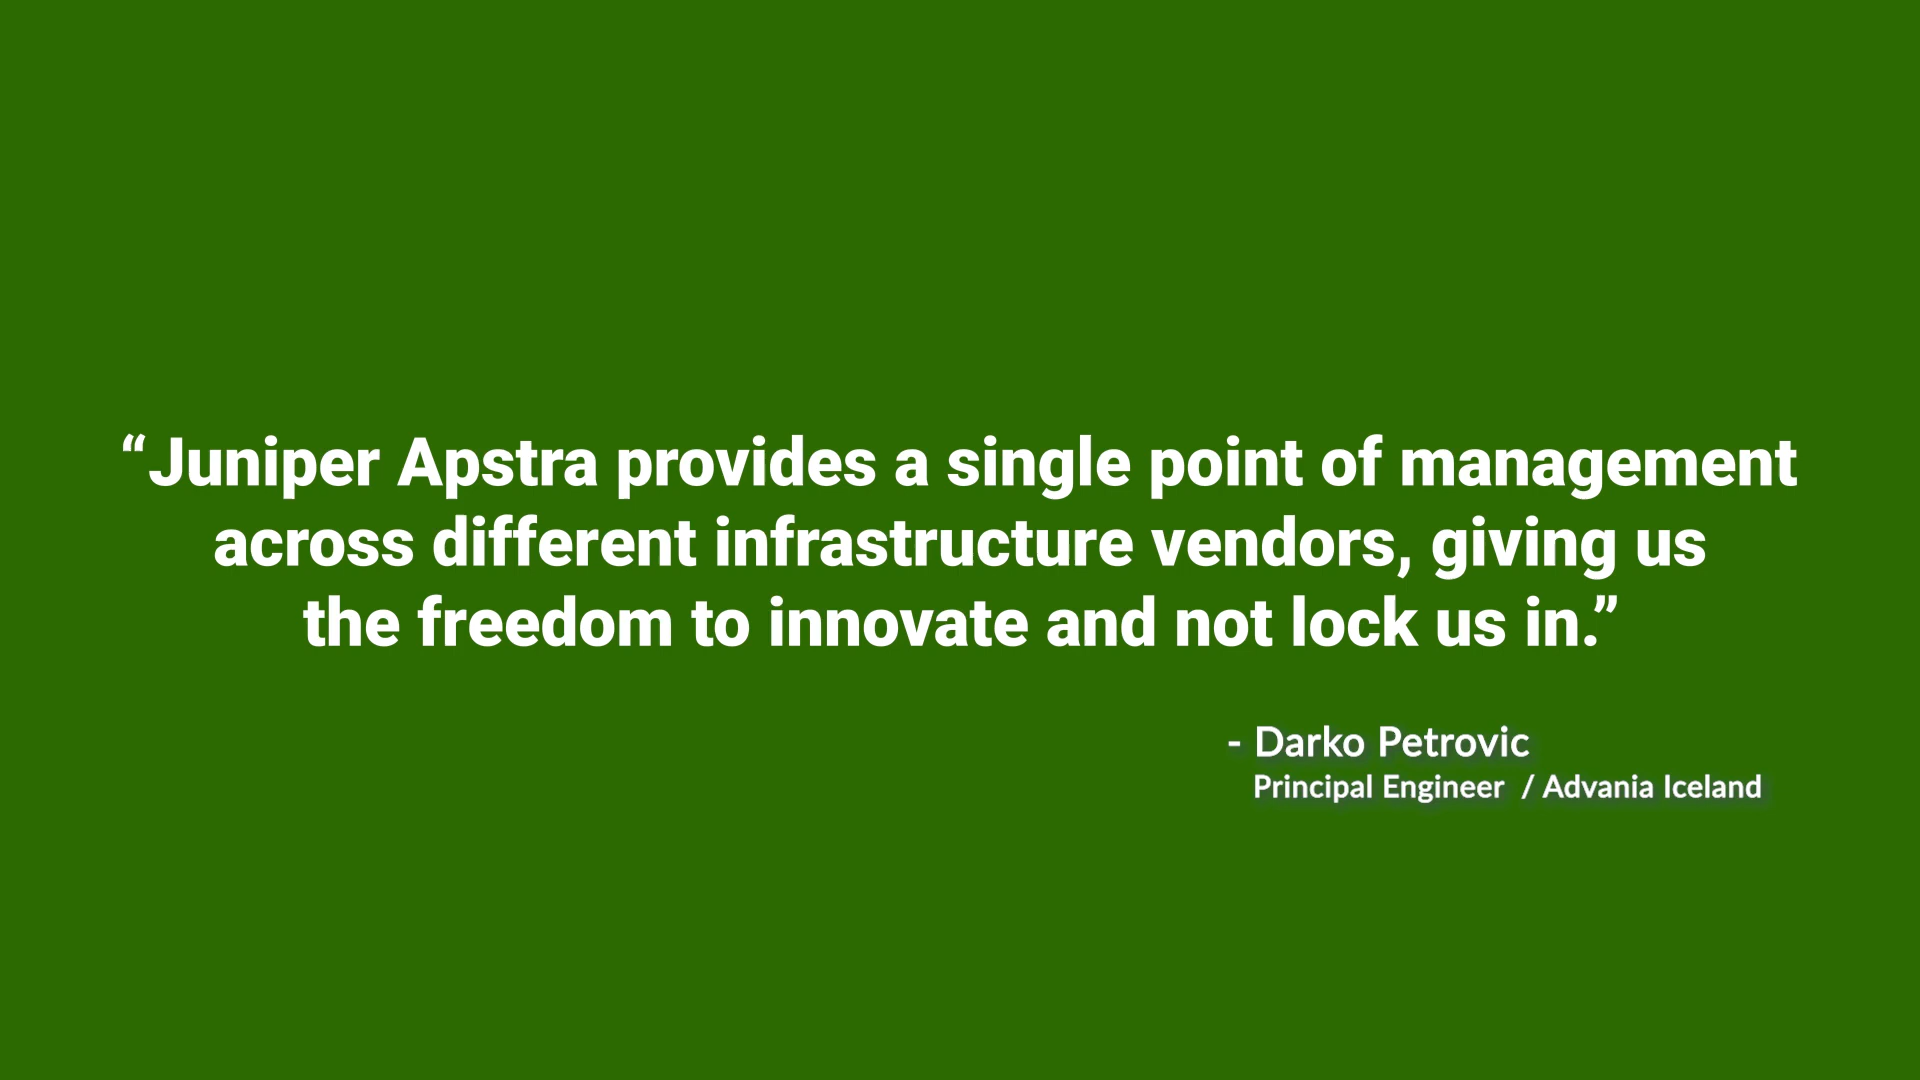 “Juniper Apstra provides a single point of management
across different infrastructure vendors, giving us
the freedom to innovate and not lock us in.”
- Darko Petrovic
Principal Engineer / Advania Iceland